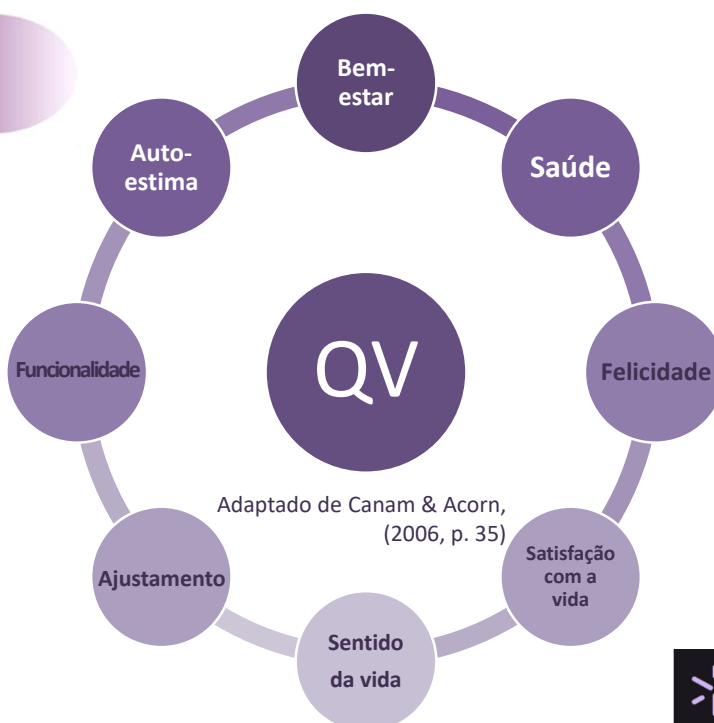 Bem-
estar
Saúde
Felicidade
Satisfação
com a
vida
Sentido
da vida
Ajustamento
Funcionalidade
Auto-
estima
QV
Adaptado de Canam & Acorn,
(2006, p. 35)